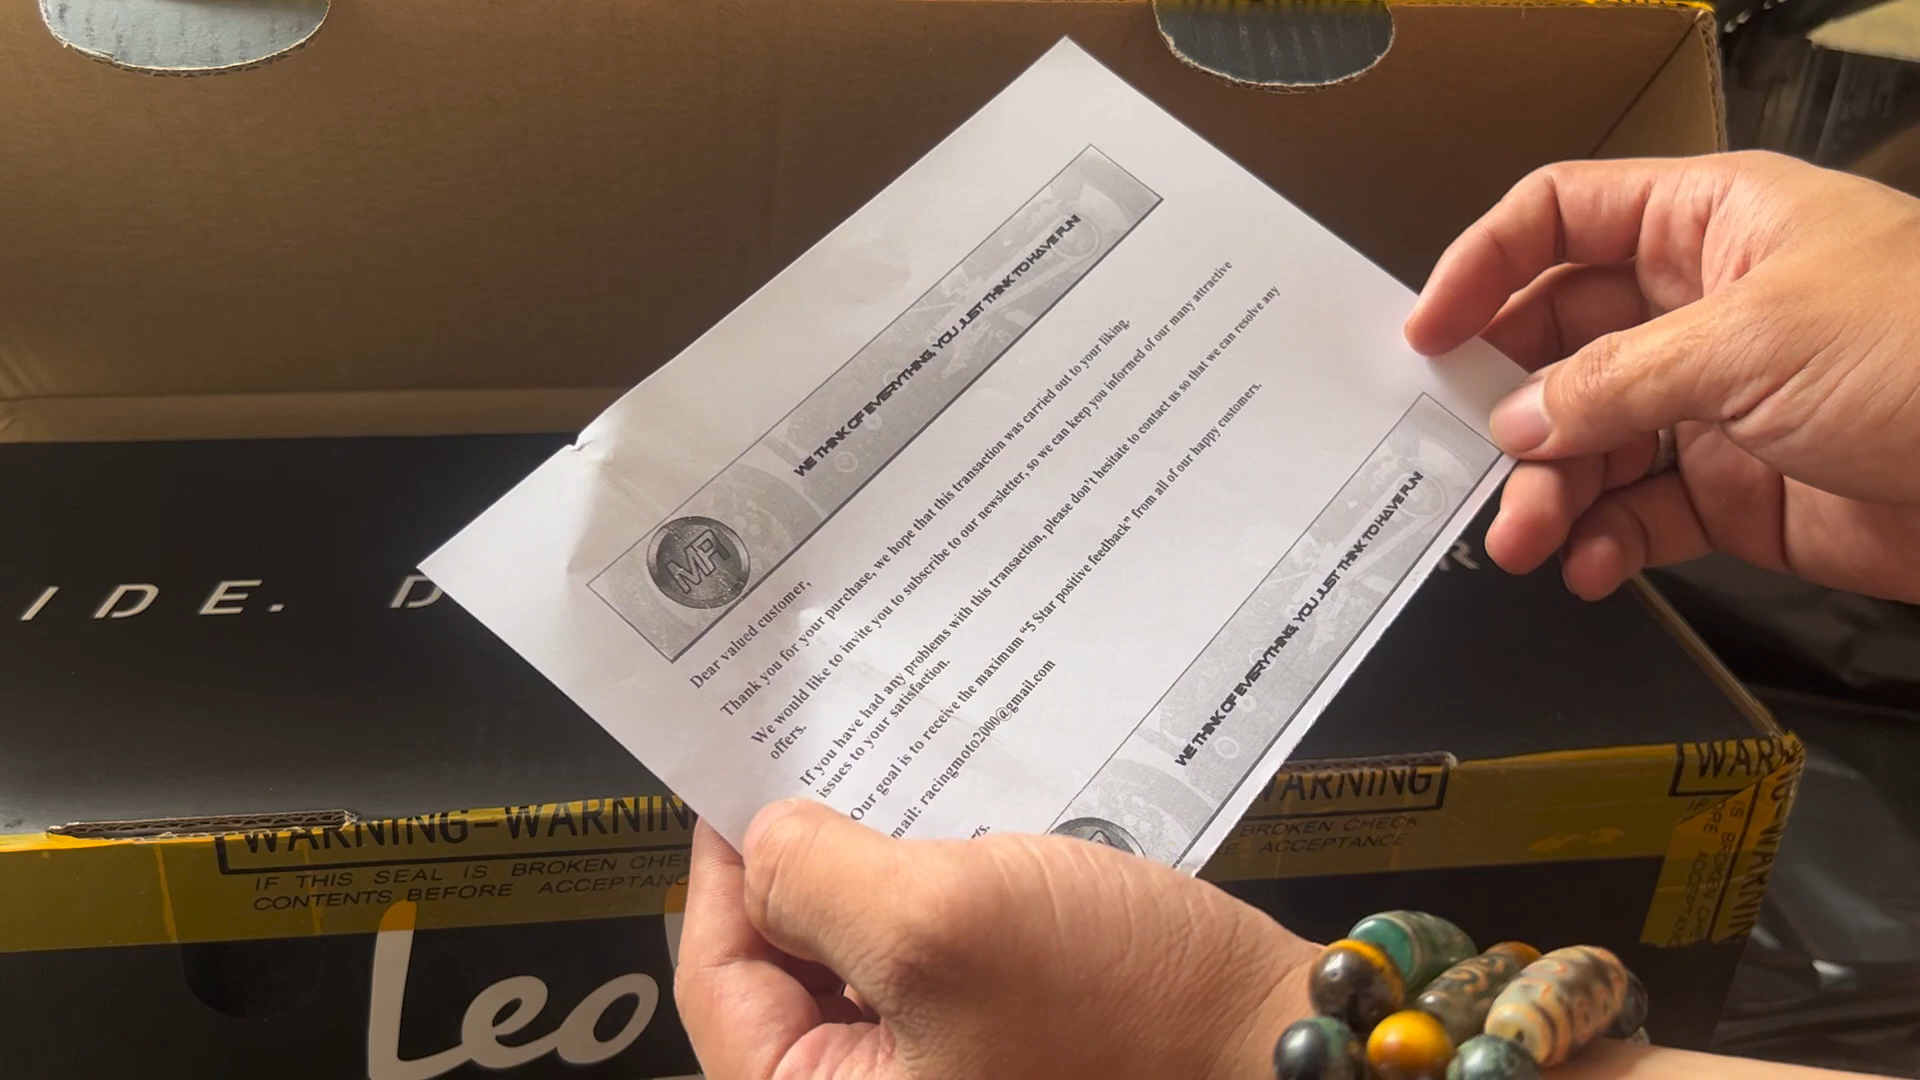 WE THINK OF EVERYTHING, YOU JUST THINK TO HAVE FUN!
MR
Dear valued customer,
Thank you for your purchase, we hope that this transaction was carried out to your liking.
We would like to invite you to subscribe to our newsletter, so we can keep you informed of our many attractive
offers.
If you have had any problems with this transaction, please don't hesitate to contact us so that we can resolve any
issues to your satisfaction.
Our goal is to receive the maximum “5 Star positive feedback” from all of our happy customers.
mail: racingmoto2000@gmail.com
ts.
WE THINK OF EVERYTHING, YOU JUST THINK TO HAVE FUN!
IDE. D
R
WARNING-WARNIN
IF THIS SEAL IS BROKEN CHE
CONTENTS BEFORE ACCEPTANC
WARNING
BROKEN CHECK
E ACCEPTANCE
WAR
Leo